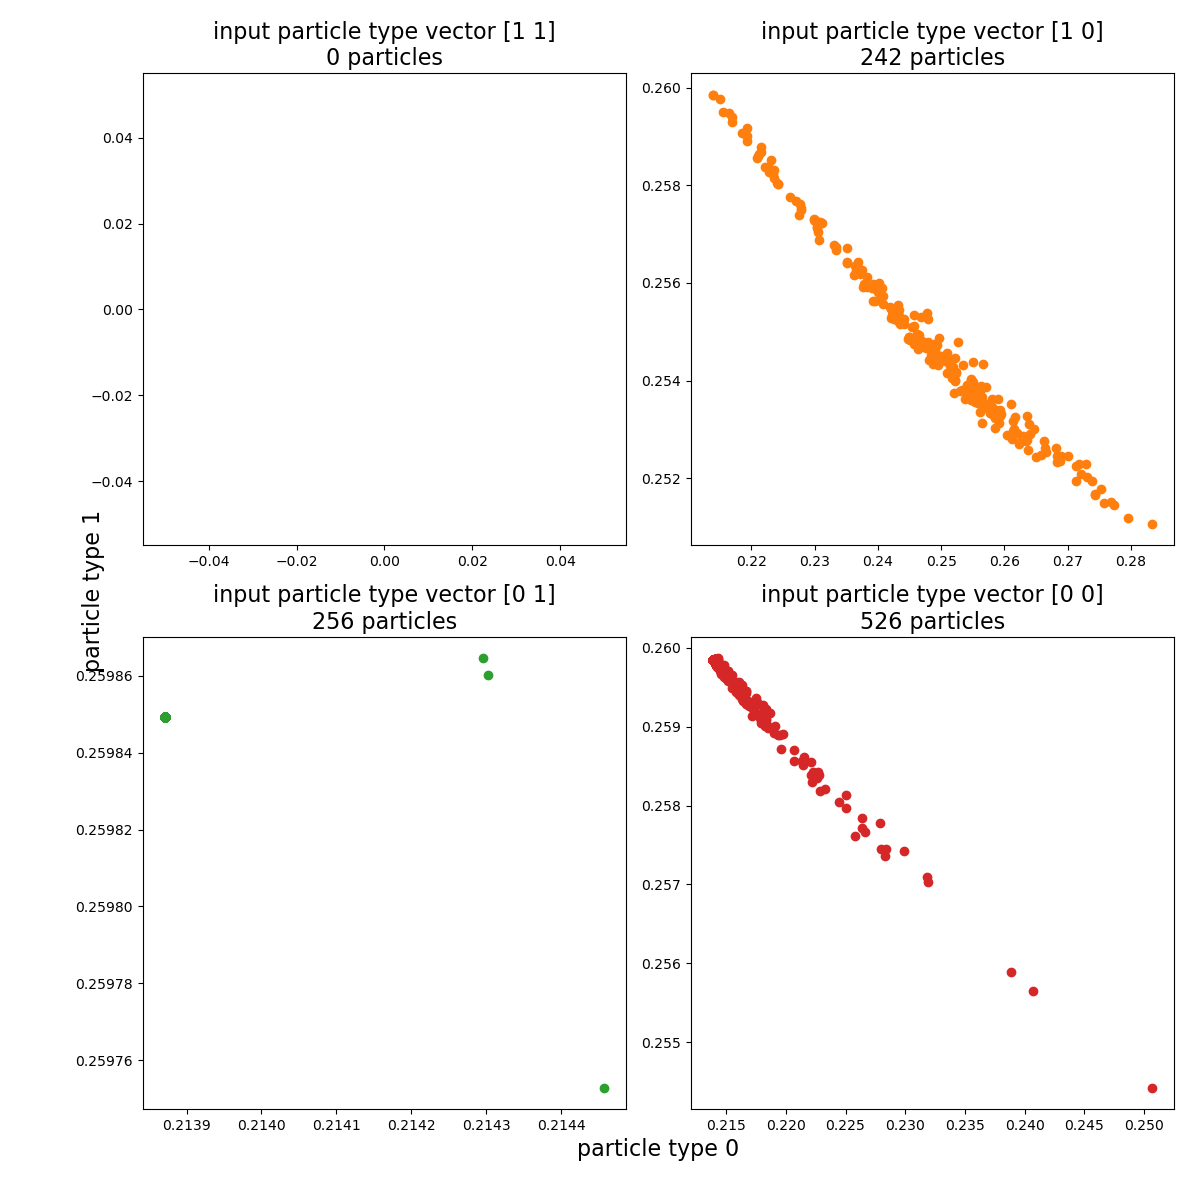 input particle type vector [1 1]
0 particles
0.04
0.02
0.00
−0.02
−0.04
−0.04 −0.02 0.00 0.02 0.04
input particle type vector [1 0]
242 particles
0.260
0.258
0.256
0.254
0.252
0.22 0.23 0.24 0.25 0.26 0.27 0.28
particle type 1
input particle type vector [0 1]
256 particles
0.25986
0.25984
0.25982
0.25980
0.25978
0.25976
0.2139 0.2140 0.2141 0.2142 0.2143 0.2144
input particle type vector [0 0]
526 particles
0.260
0.259
0.258
0.257
0.256
0.255
0.215 0.220 0.225 0.230 0.235 0.240 0.245 0.250
particle type 0